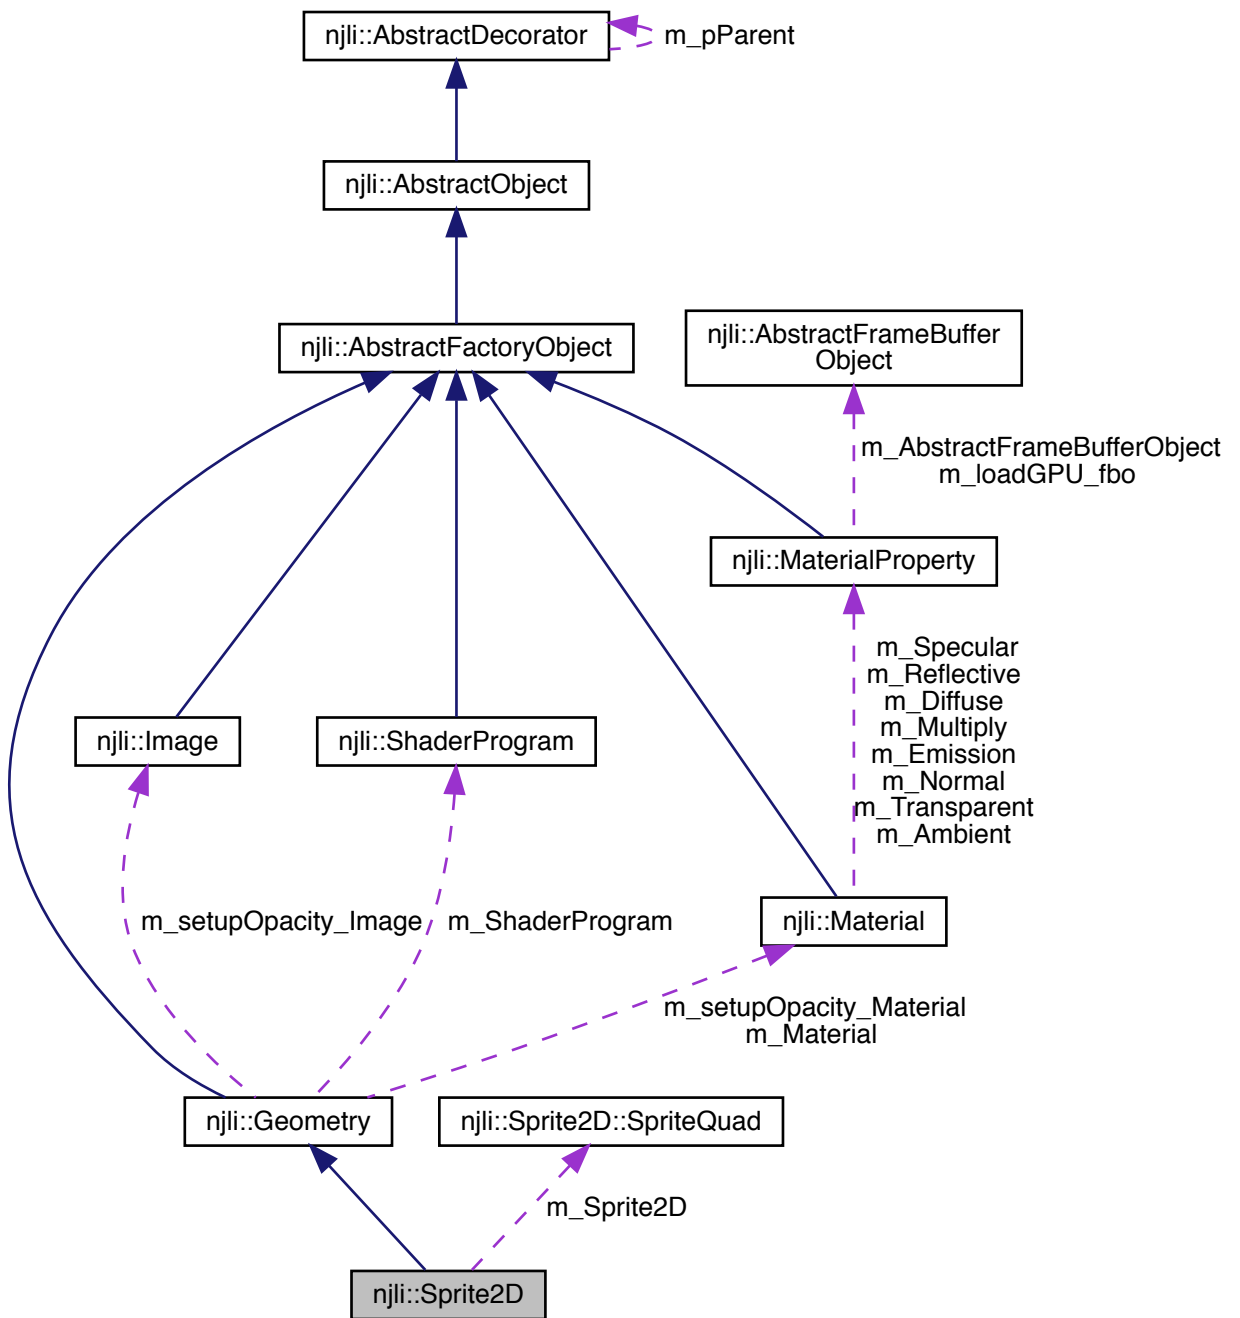 njli::AbstractDecorator
m_pParent
njli::AbstractObject
njli::AbstractFactoryObject
njli::AbstractFrameBuffer
Object
m_AbstractFrameBufferObject
m_loadGPU_fbo
njli::MaterialProperty
m_Specular
m_Reflective
m_Diffuse
m_Multiply
m_Emission
m_Normal
m_Transparent
m_Ambient
njli::Image
njli::ShaderProgram
njli::Material
m_setupOpacity_Image
m_ShaderProgram
m_setupOpacity_Material
m_Material
njli::Geometry
njli::Sprite2D::SpriteQuad
m_Sprite2D
njli::Sprite2D